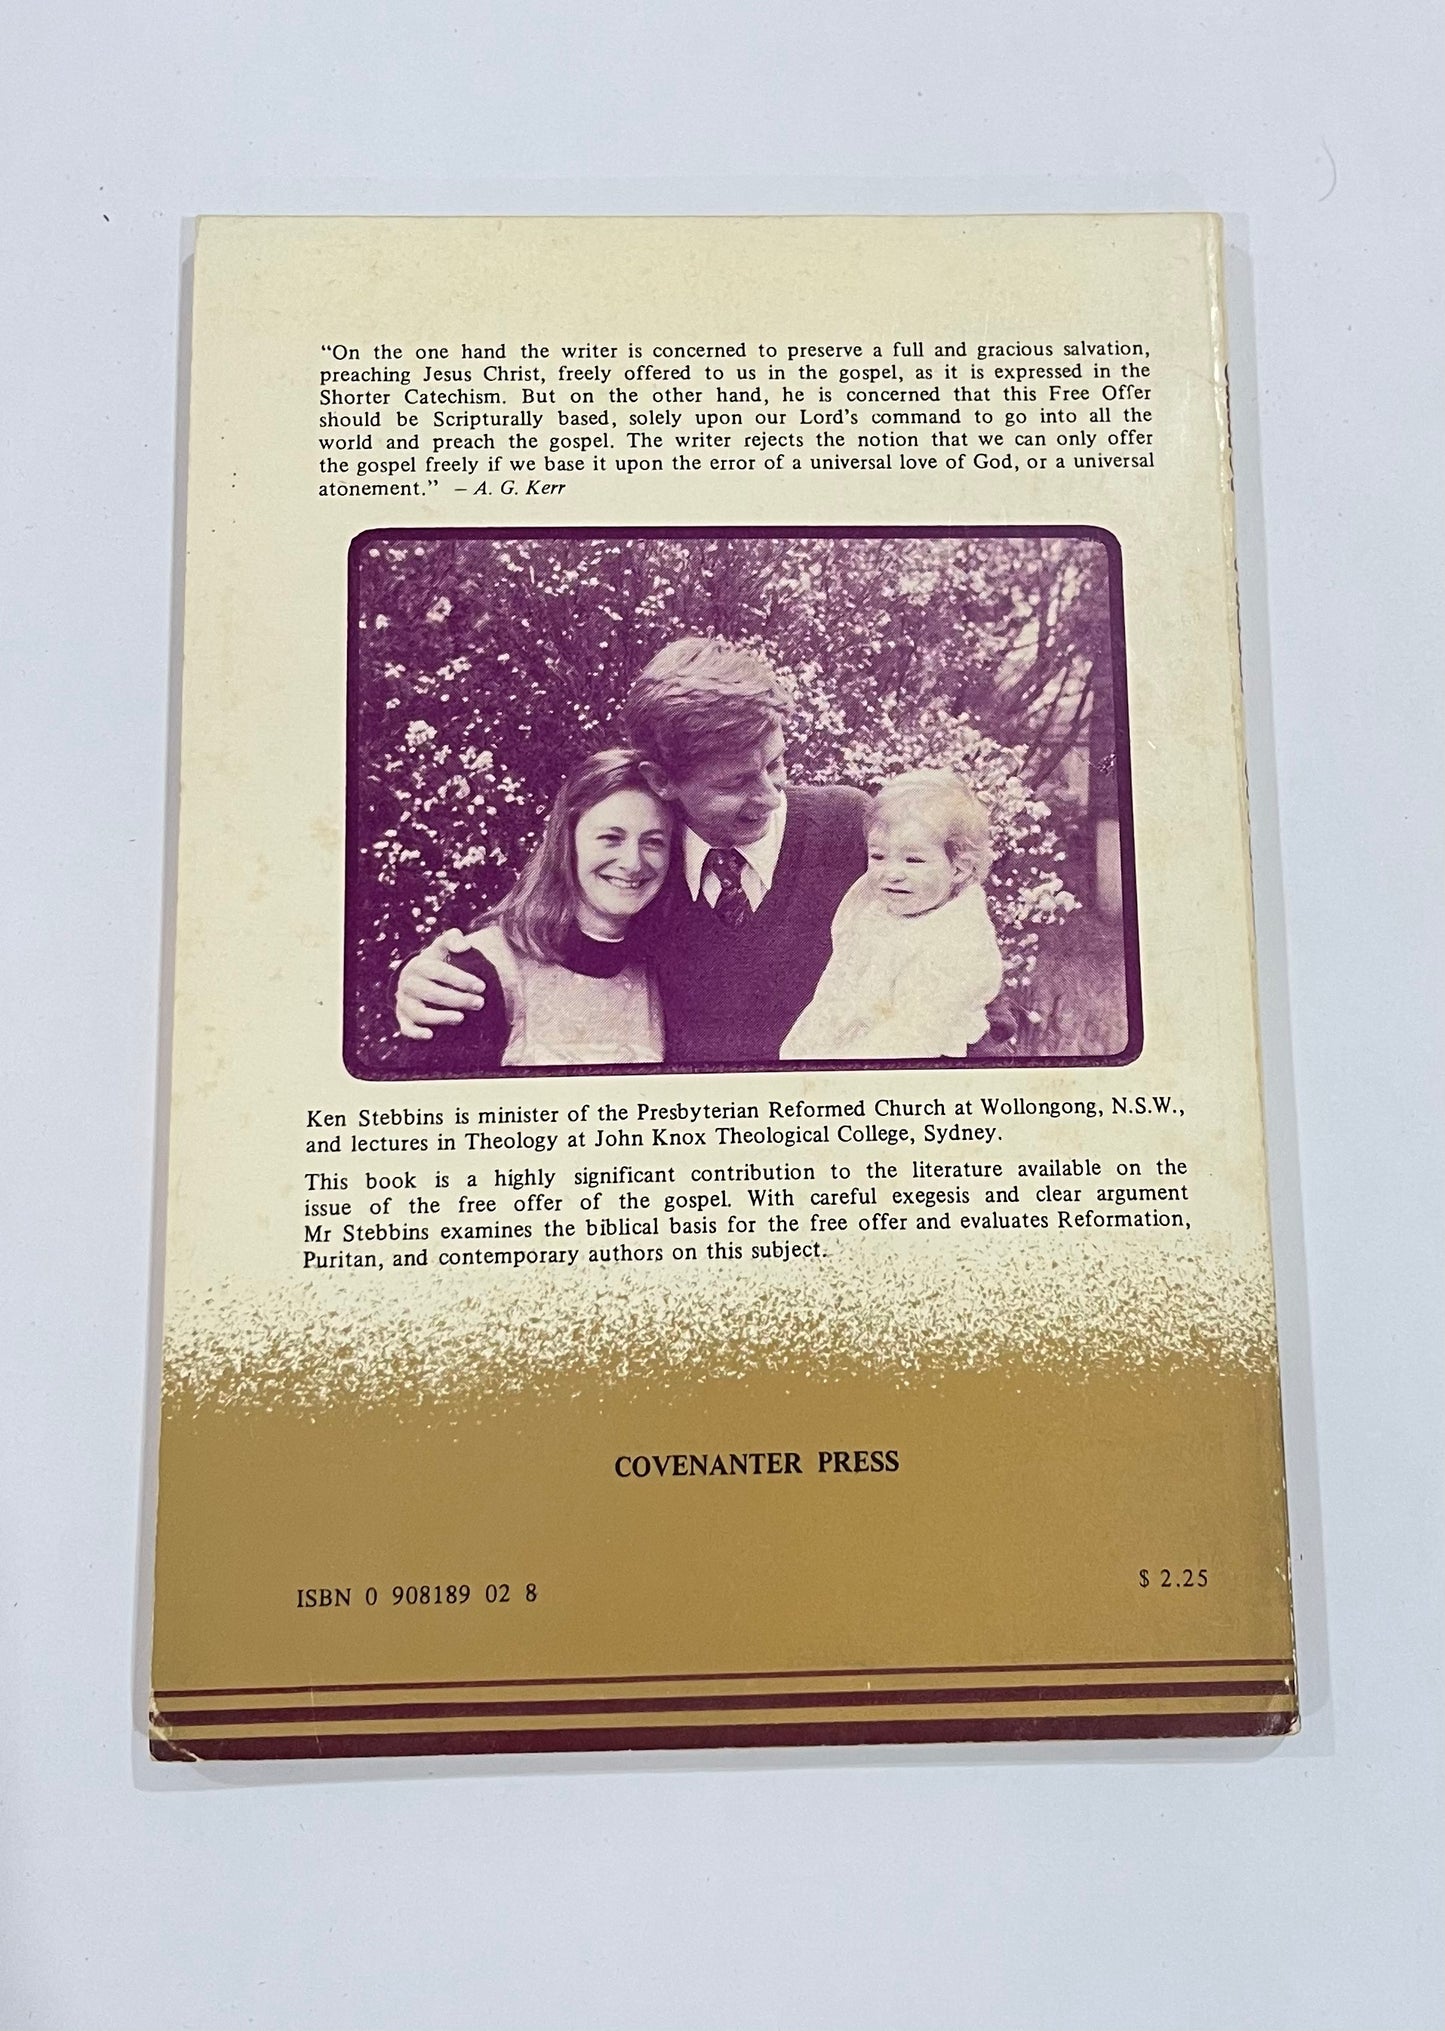 “On the one hand the writer is concerned to preserve a full and gracious salvation,
preaching Jesus Christ, freely offered to us in the gospel, as it is expressed in the
Shorter Catechism. But on the other hand, he is concerned that this Free Offer
should be Scripturally based, solely upon our Lord’s command to go into all the
world and preach the gospel. The writer rejects the notion that we can only offer
the gospel freely if we base it upon the error of a universal love of God, or a universal
atonement.” – A. G. Kerr
Ken Stebbins is minister of the Presbyterian Reformed Church at Wollongong, N.S.W.,
and lectures in Theology at John Knox Theological College, Sydney.
This book is a highly significant contribution to the literature available on the
issue of the free offer of the gospel. With careful exegesis and clear argument
Mr Stebbins examines the biblical basis for the free offer and evaluates Reformation,
Puritan, and contemporary authors on this subject.
COVENANTER PRESS
ISBN 0 908189 02 8
$ 2.25